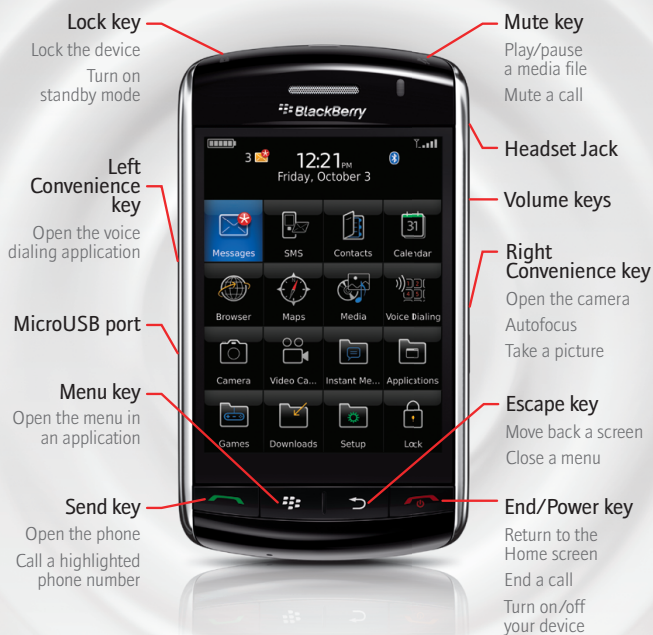 Lock key
Lock the device
Turn on
standby mode
Left
Convenience
key
Open the voice
dialing application
MicroUSB port
Menu key
Open the menu in
an application
Send key
Open the phone
Call a highlighted
phone number
BlackBerry
3
12:21 PM
Friday, October 3
31
Messages SMS Contacts Calendar
Browser Maps Media Voice Dialing
Camera Video Ca... Instant Me... Applications
Games Downloads Setup Lock
Mute key
Play/pause
a media file
Mute a call
Headset Jack
Volume keys
Right
Convenience key
Open the camera
Autofocus
Take a picture
Escape key
Move back a screen
Close a menu
End/Power key
Return to the
Home screen
End a call
Turn on/off
your device